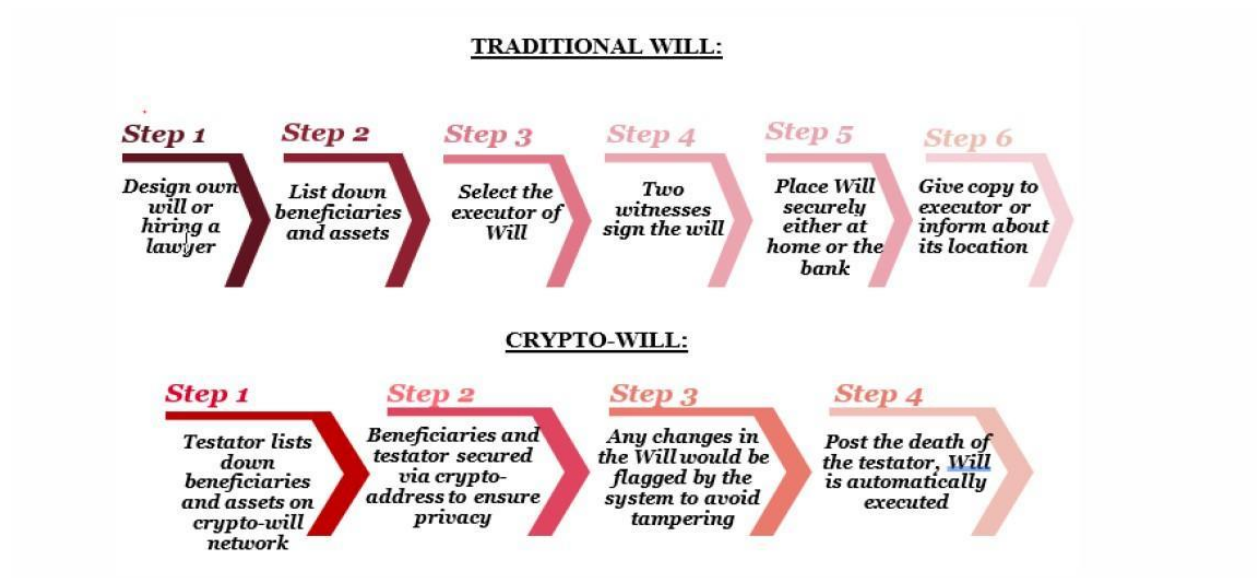 TRADITIONAL WILL:
Step 1
Design own
will or
hiring a
lawyer
Step 2
List down
beneficiaries
and assets
Step 3
Select the
executor of
Will
Step 4
Two
witnesses
sign the will
Step 5
Place Will
securely
either at
home or the
bank
Step 6
Give copy to
executor or
inform about
its location
CRYPTO-WILL:
Step 1
Testator lists
down
beneficiaries
and assets on
crypto-will
network
Step 2
Beneficiaries and
testator secured
via crypto-
address to ensure
privacy
Step 3
Any changes in
the Will would be
flagged by the
system to avoid
tampering
Step 4
Post the death of
the testator, Will
is automatically
executed